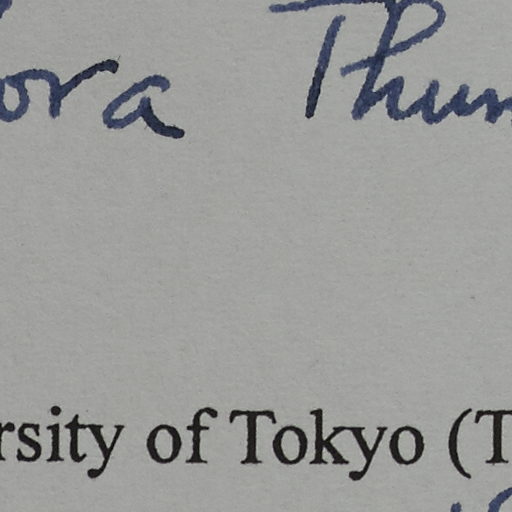 ora Thun
rsity of Tokyo (T